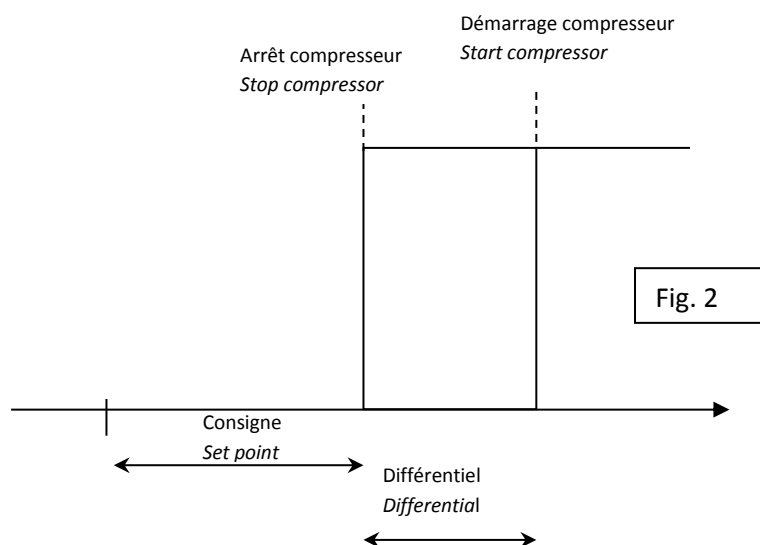 Démarrage compresseur
Start compressor
Arrêt compresseur
Stop compressor
Fig. 2
Consigne
Set point
Différentiel
Differential